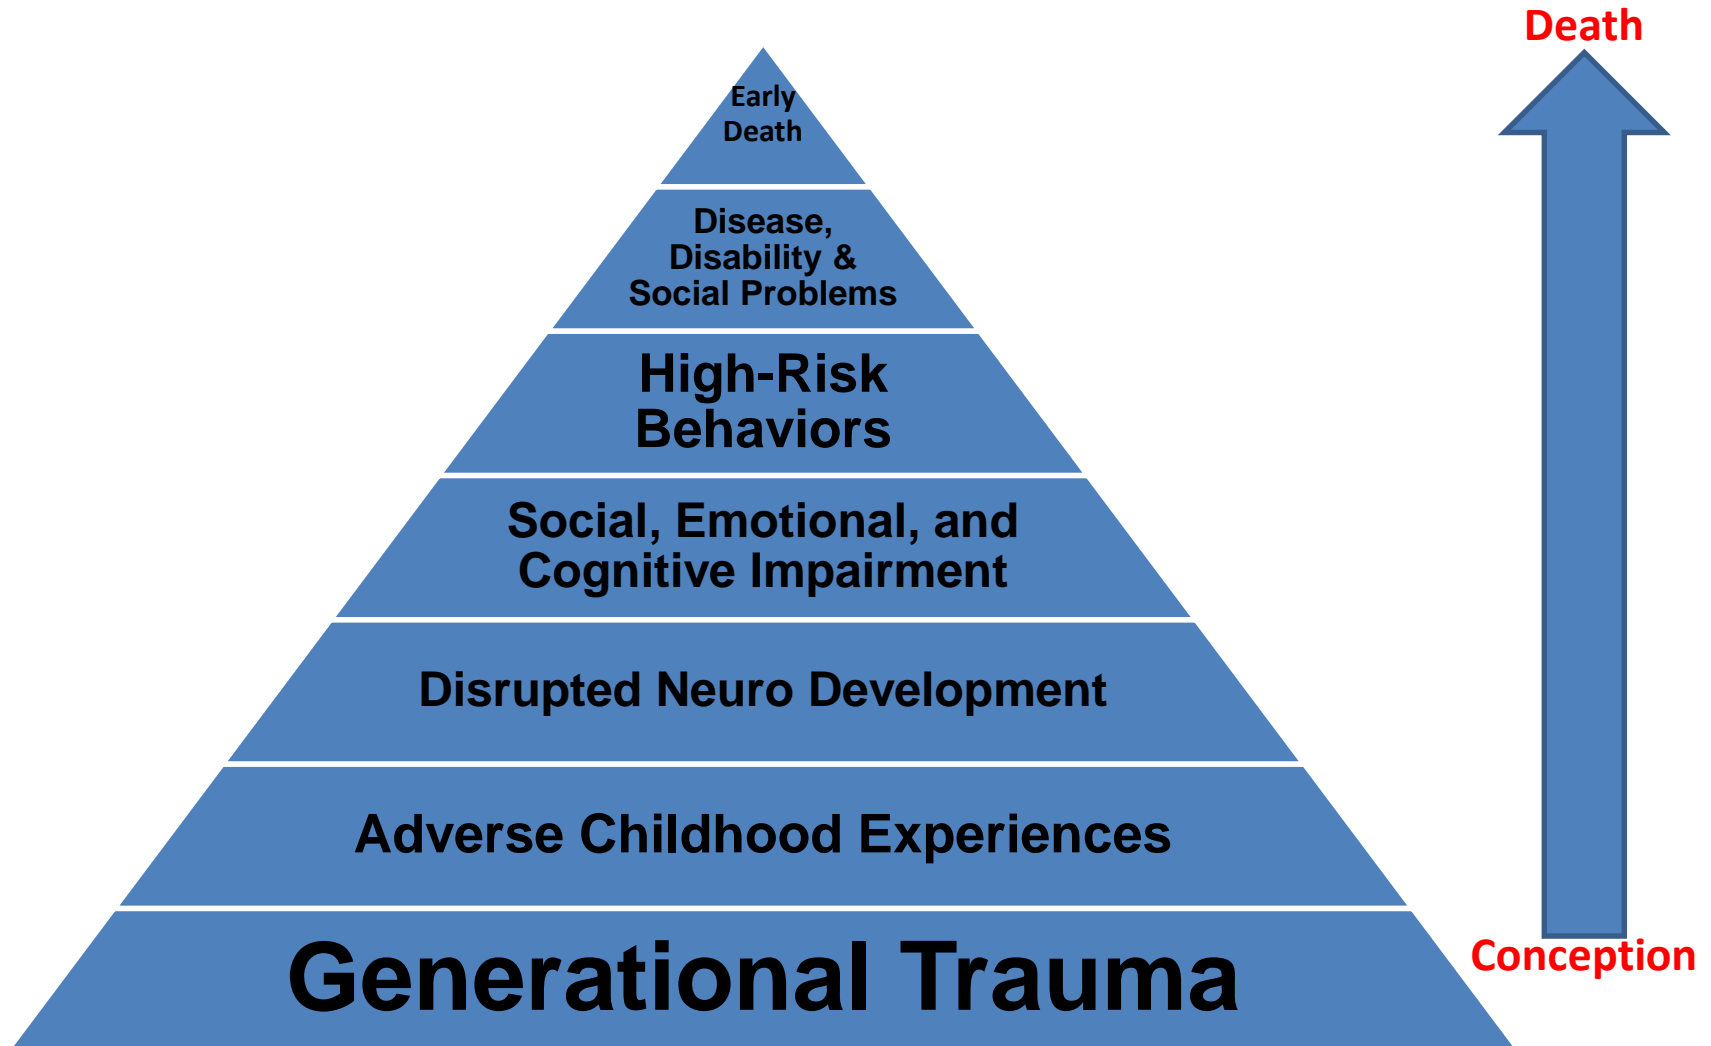 Death
Early
Death
Disease,
Disability &
Social Problems
High-Risk
Behaviors
Social, Emotional, and
Cognitive Impairment
Disrupted Neuro Development
Adverse Childhood Experiences
Generational Trauma
Conception